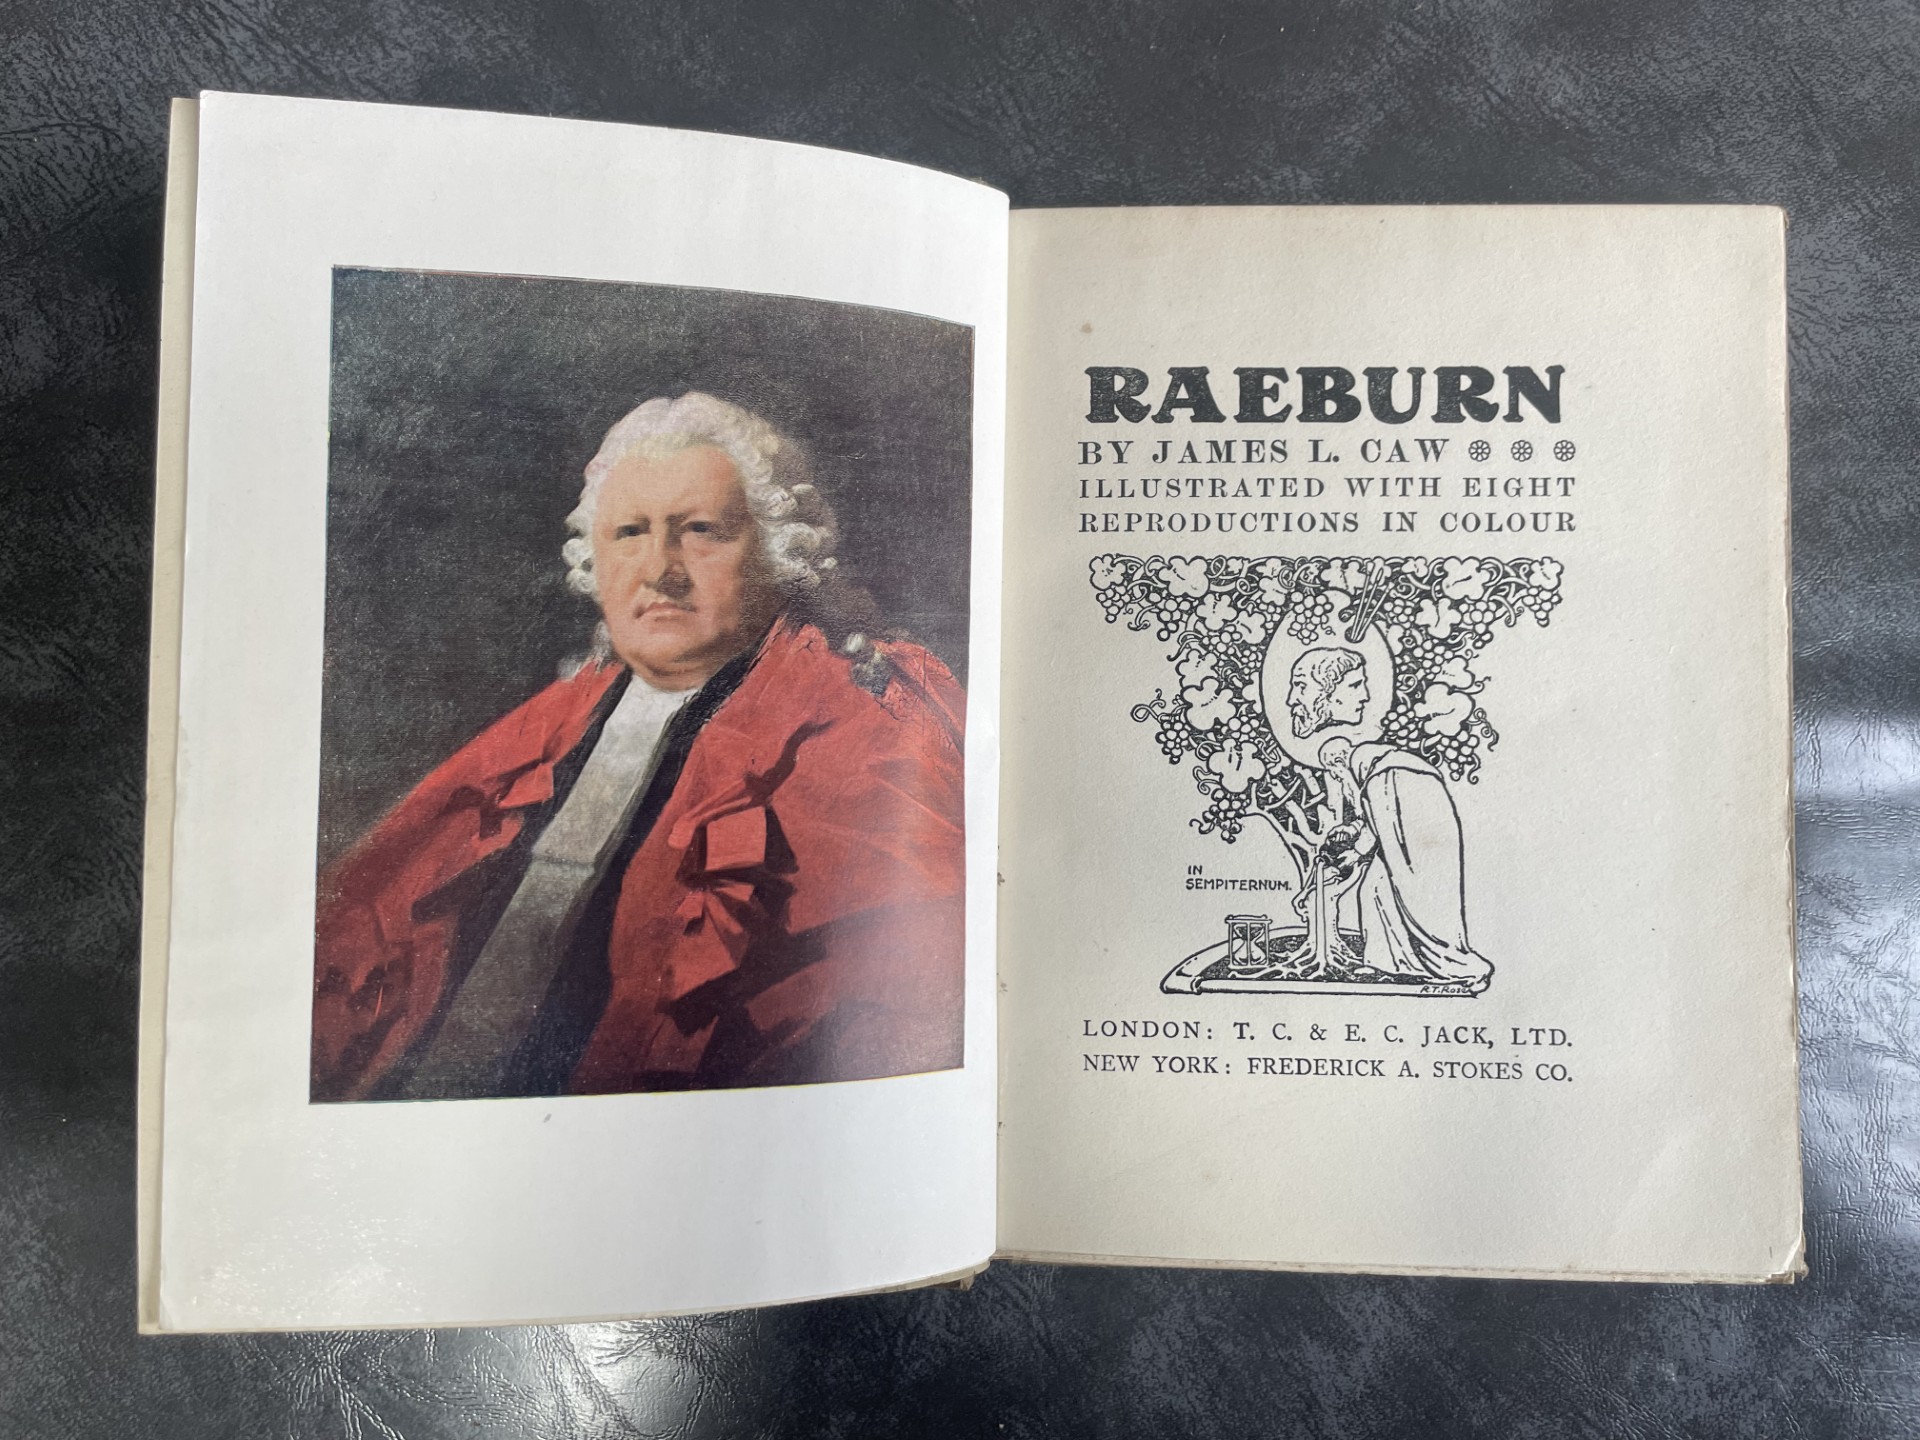 RAEBURN
BY JAMES L. CAW
ILLUSTRATED WITH EIGHT
REPRODUCTIONS IN COLOUR
IN
SEMPITERNUM.
R.T. Rose
LONDON: T. C. & E. C. JACK, LTD.
NEW YORK: FREDERICK A. STOKES CO.